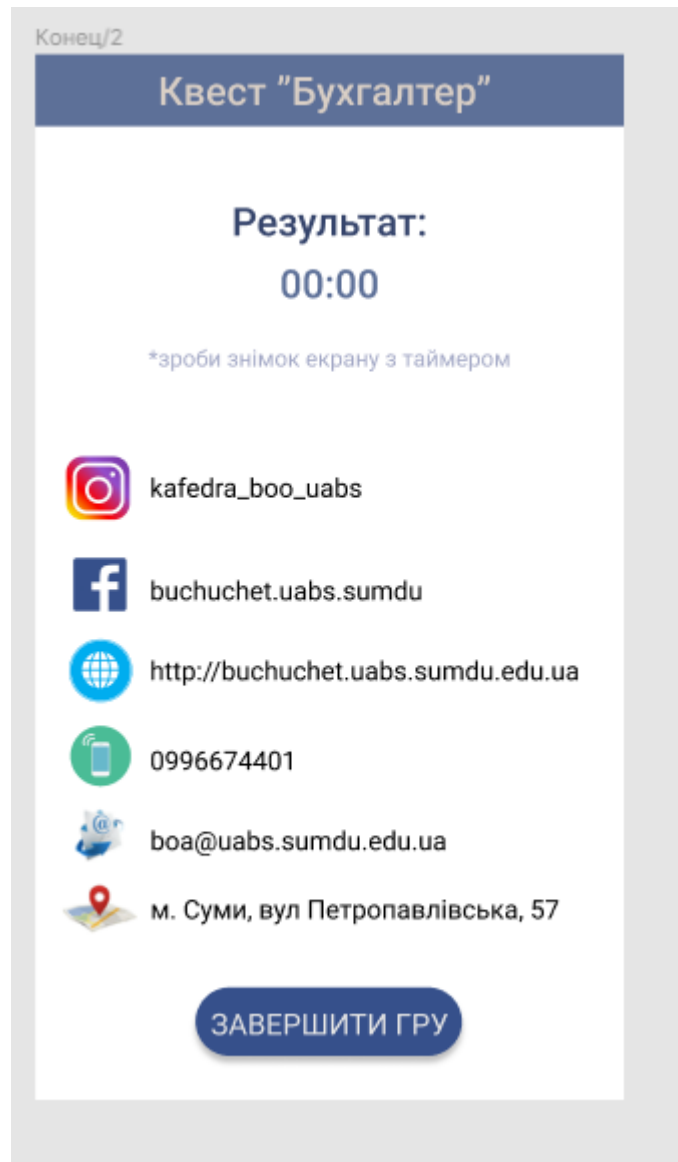 Конец/2
Квест ”Бухгалтер”
Результат:
00:00
*зроби знімок екрану з таймером
kafedra_boo_uabs
buchuchet.uabs.sumdu
http://buchuchet.uabs.sumdu.edu.ua
0996674401
boa@uabs.sumdu.edu.ua
м. Суми, вул Петропавлівська, 57
ЗАВЕРШИТИ ГРУ